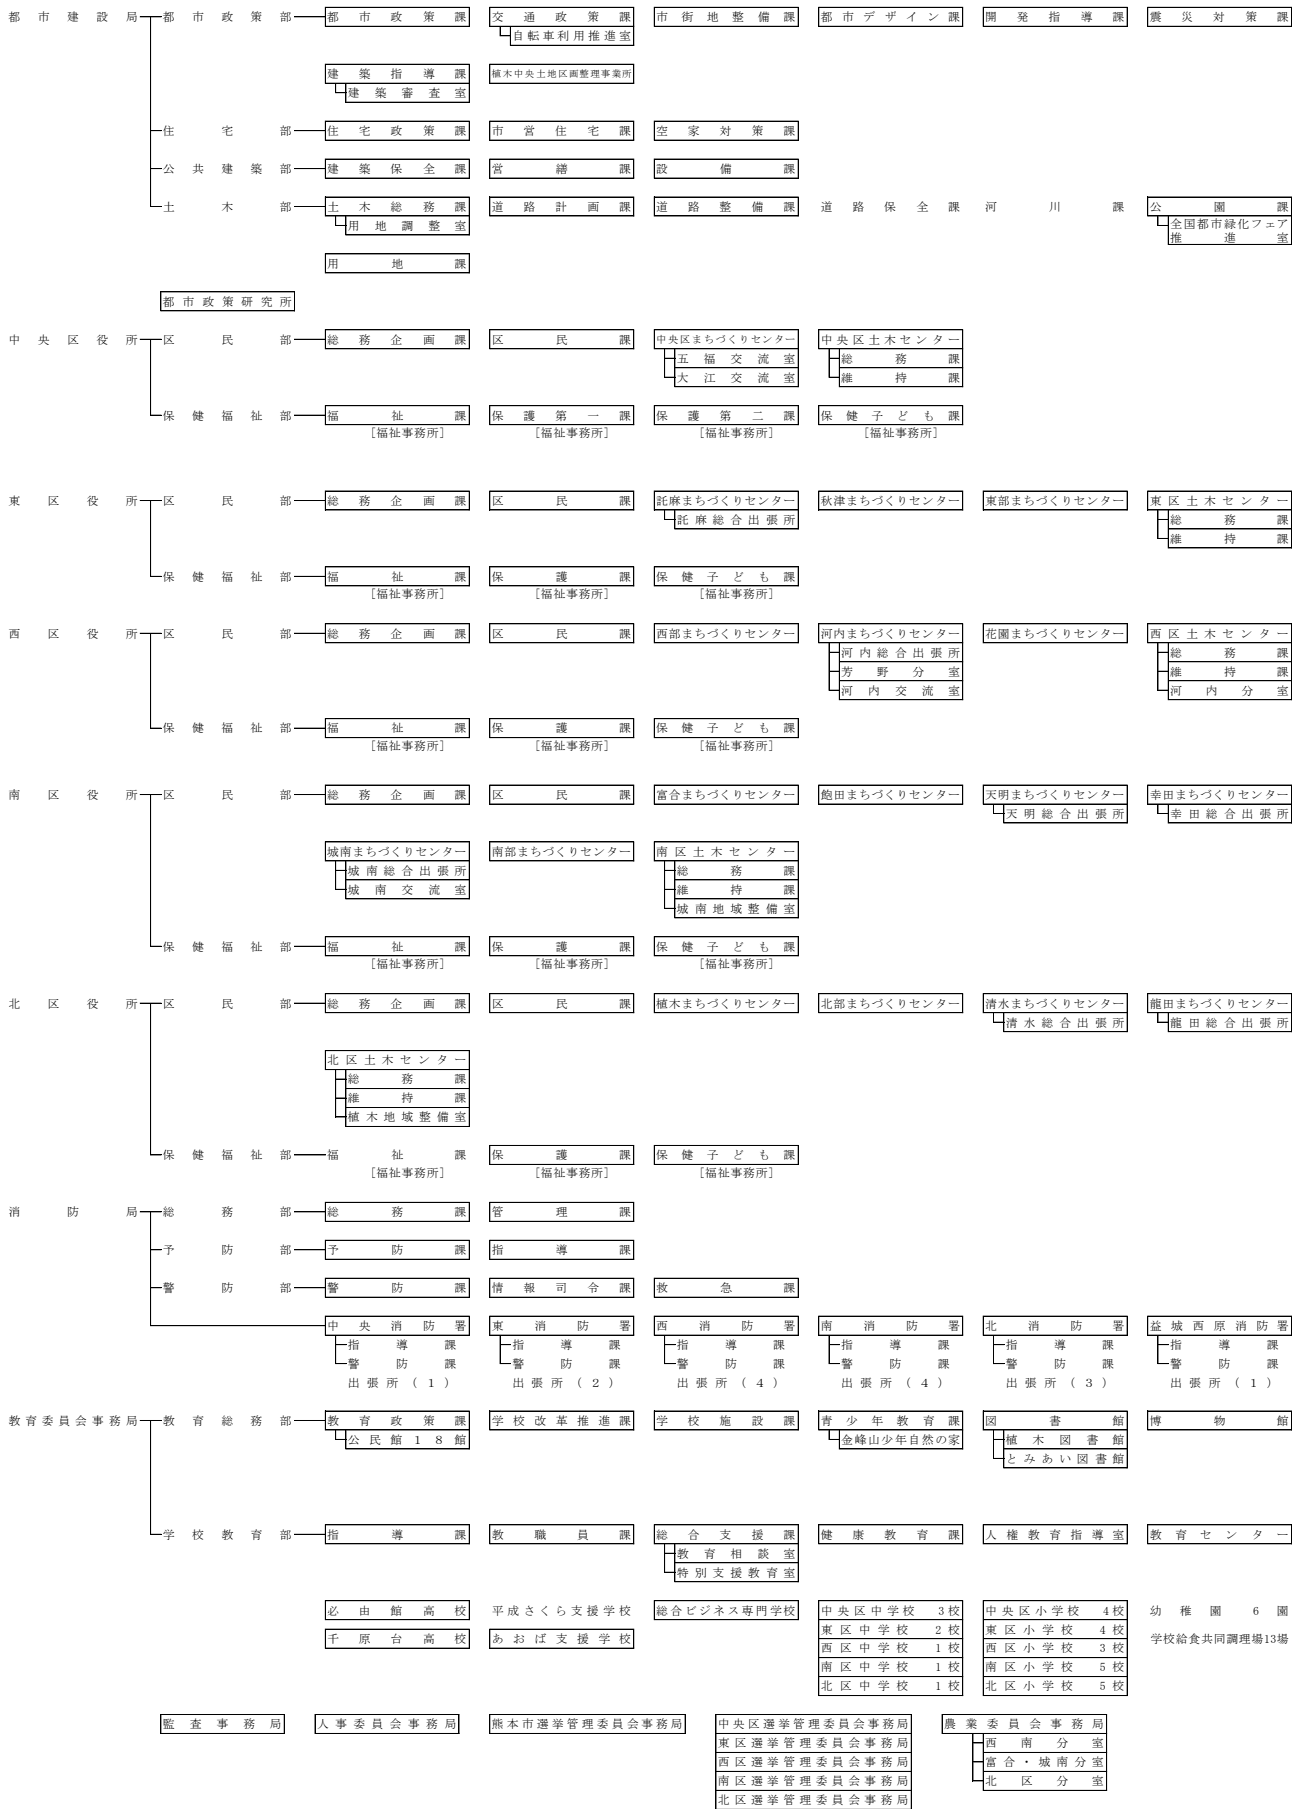 都市建設局 都市政策部 都市政策課 交通政策課 市街地整備課 都市デザイン課 開発指導課 震災対策課
自転車利用推進室
建築指導課 植木中央土地区画整理事業所
建築審査室
住宅部 住宅政策課 市営住宅課 空家対策課
公共建築部 建築保全課 営繕課 設備課
土木部 土木総務課 道路計画課 道路整備課 道路保全課 河川課 公園課
用地調整室 全国都市緑化フェア
推進室
用地課
都市政策研究所
中央区役所 区民部 総務企画課 区民課 中央区まちづくりセンター 中央区土木センター
五福交流室 総務課
大江交流室 維持課
保健福祉部 福祉課 保護第一課 保護第二課 保健子ども課
[福祉事務所] [福祉事務所] [福祉事務所] [福祉事務所]
東区役所 区民部 総務企画課 区民課 託麻まちづくりセンター 秋津まちづくりセンター 東部まちづくりセンター 東区土木センター
託麻総合出張所 総務課
維持課
保健福祉部 福祉課 保護課 保健子ども課
[福祉事務所] [福祉事務所] [福祉事務所]
西区役所 区民部 総務企画課 区民課 西部まちづくりセンター 河内まちづくりセンター 花園まちづくりセンター 西区土木センター
河内総合出張所 総務課
芳野分室 維持課
河内交流室 河内分室
保健福祉部 福祉課 保護課 保健子ども課
[福祉事務所] [福祉事務所] [福祉事務所]
南区役所 区民部 総務企画課 区民課 富合まちづくりセンター 飽田まちづくりセンター 天明まちづくりセンター 幸田まちづくりセンター
天明総合出張所 幸田総合出張所
城南まちづくりセンター 南部まちづくりセンター 南区土木センター
城南総合出張所 総務課
城南交流室 維持課
城南地域整備室
保健福祉部 福祉課 保護課 保健子ども課
[福祉事務所] [福祉事務所] [福祉事務所]
北区役所 区民部 総務企画課 区民課 植木まちづくりセンター 北部まちづくりセンター 清水まちづくりセンター 龍田まちづくりセンター
清水総合出張所 龍田総合出張所
北区土木センター
総務課
維持課
植木地域整備室
保健福祉部 福祉課 保護課 保健子ども課
[福祉事務所] [福祉事務所] [福祉事務所]
消防局 総務部 総務課 管理課
予防部 予防課 指導課
警防部 警防課 情報司令課 救急課
中央消防署 東消防署 西消防署 南消防署 北消防署 益城西原消防署
指導課 指導課 指導課 指導課 指導課 指導課
警防課 警防課 警防課 警防課 警防課 警防課
出張所(1) 出張所(2) 出張所(4) 出張所(4) 出張所(3) 出張所(1)
教育委員会事務局 教育総務部 教育政策課 学校改革推進課 学校施設課 青少年教育課 図書館 博物館
公民館18館 金峰山少年自然の家 植木図書館
とみあい図書館
学校教育部 指導課 教職員課 総合支援課 健康教育課 人権教育指導室 教育センター
教育相談室
特別支援教育室
必由館高校 平成さくら支援学校 総合ビジネス専門学校 中央区中学校 3校 中央区小学校 4校 幼稚園 6園
千原台高校 あおば支援学校 東区中学校 2校 東区小学校 4校 学校給食共同調理場13場
西区中学校 1校 西区小学校 3校
南区中学校 1校 南区小学校 5校
北区中学校 1校 北区小学校 5校
監査事務局 人事委員会事務局 熊本市選挙管理委員会事務局 中央区選挙管理委員会事務局 農業委員会事務局
東区選挙管理委員会事務局 西南分室
西区選挙管理委員会事務局 富合・城南分室
南区選挙管理委員会事務局 北区分室
北区選挙管理委員会事務局